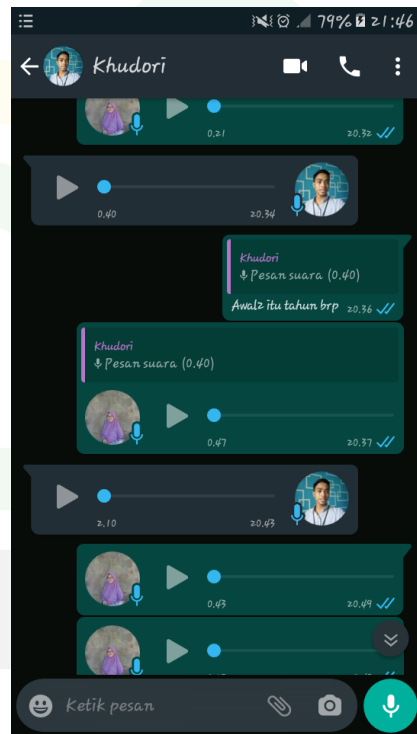 79% 21:46
Khudori
0.21 20.32
0.40 20.34
Khudori
Pesan suara (0.40)
Awal2 itu tahun brp 20.36
Khudori
Pesan suara (0.40)
0.47 20.37
2.10 20.43
0.43 20.49
Ketik pesan